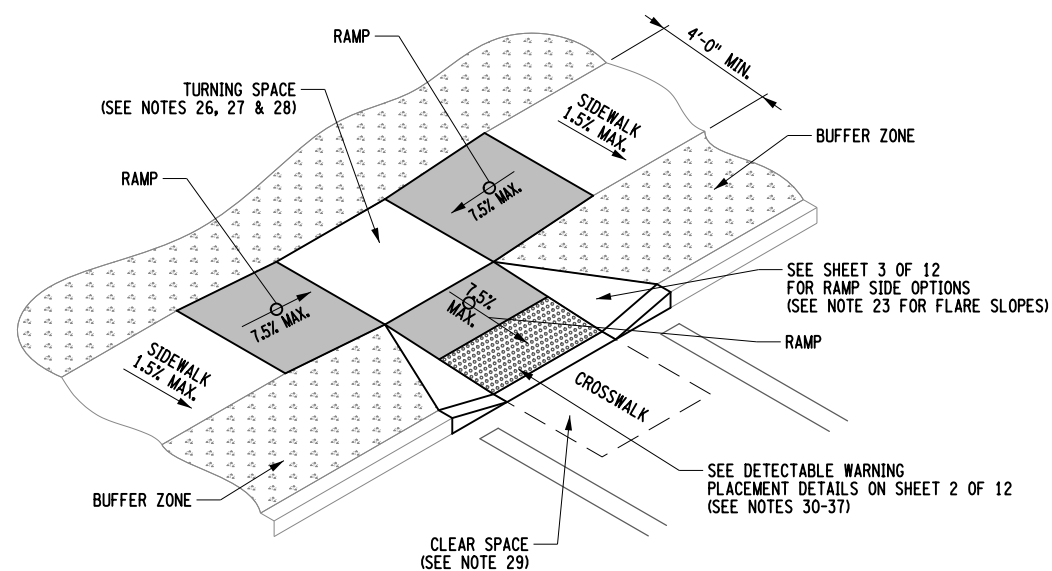 RAMP
4'-0" MIN.
TURNING SPACE
(SEE NOTES 26, 27 & 28)
SIDEWALK
1.5% MAX.
BUFFER ZONE
RAMP
7.5% MAX.
SEE SHEET 3 OF 12
FOR RAMP SIDE OPTIONS
(SEE NOTE 23 FOR FLARE SLOPES)
7.5% MAX.
7.5%
MAX.
RAMP
SIDEWALK
1.5% MAX.
CROSSWALK
SEE DETECTABLE WARNING
PLACEMENT DETAILS ON SHEET 2 OF 12
(SEE NOTES 30-37)
BUFFER ZONE
CLEAR SPACE
(SEE NOTE 29)